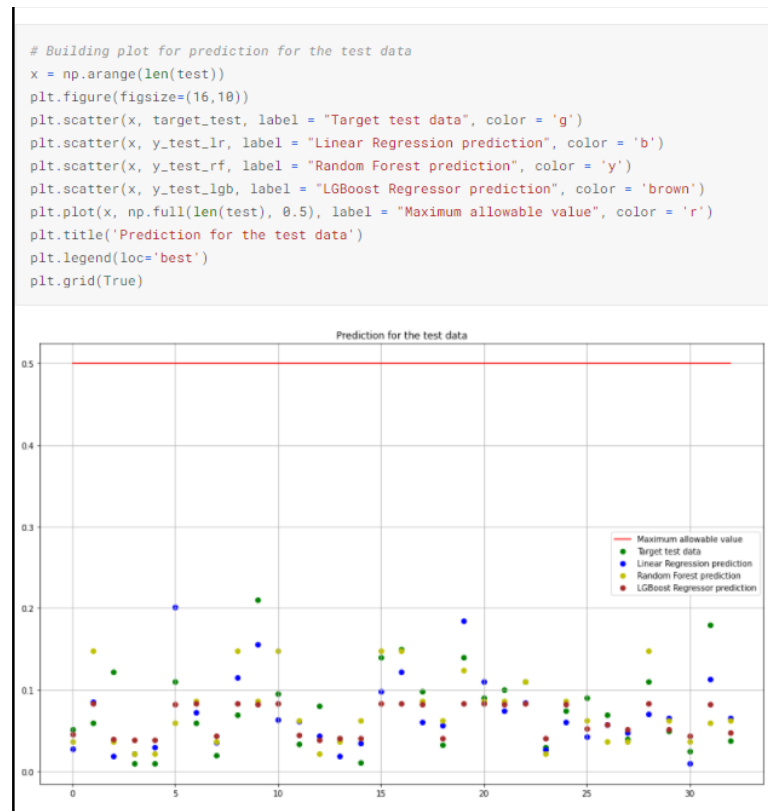 # Building plot for prediction for the test data
x = np.arange(len(test))
plt.figure(figsize=(16,10))
plt.scatter(x, target_test, label = "Target test data", color = 'g')
plt.scatter(x, y_test_lr, label = "Linear Regression prediction", color = 'b')
plt.scatter(x, y_test_rf, label = "Random Forest prediction", color = 'y')
plt.scatter(x, y_test_lgb, label = "LGBoost Regressor prediction", color = 'brown')
plt.plot(x, np.full(len(test), 0.5), label = "Maximum allowable value", color = 'r')
plt.title('Prediction for the test data')
plt.legend(loc='best')
plt.grid(True)
Prediction for the test data
0.5
0.4
0.3
Maximum allowable value
Target test data
Linear Regression prediction
Random Forest prediction
LGBoost Regressor prediction
0.2
0.1
0.0
0 5 10 15 20 25 30